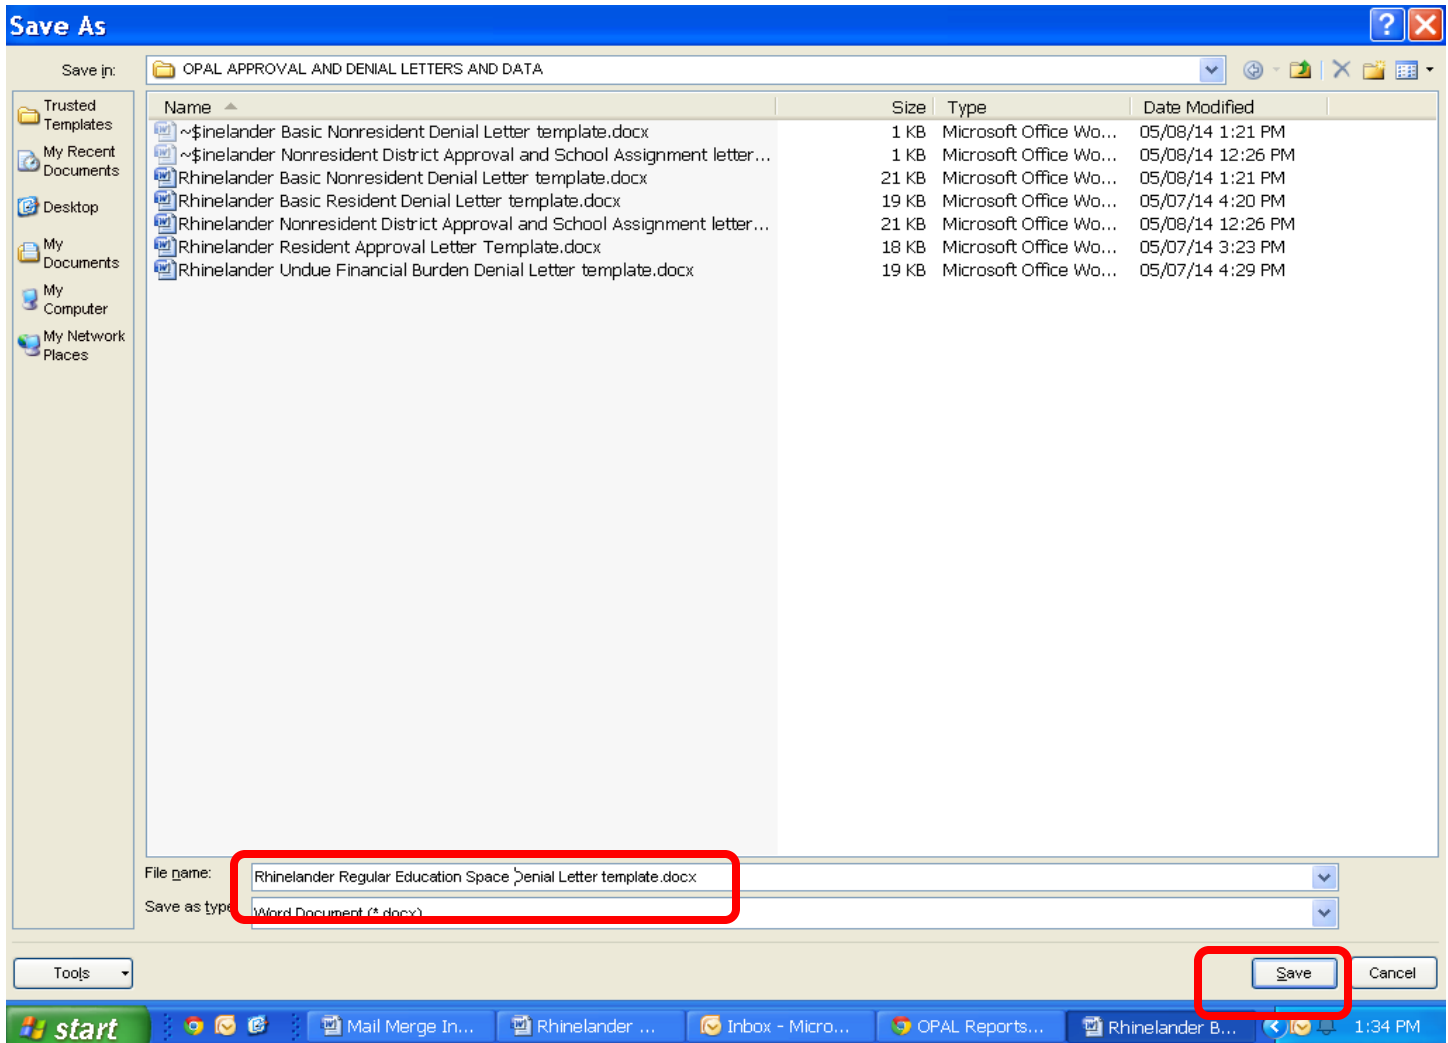 Save As
Save in: OPAL APPROVAL AND DENIAL LETTERS AND DATA
Trusted Templates
My Recent Documents
Desktop
My Documents
My Computer
My Network Places
Name Size Type Date Modified
~$inelander Basic Nonresident Denial Letter template.docx 1 KB Microsoft Office Wo... 05/08/14 1:21 PM
~$inelander Nonresident District Approval and School Assignment letter... 1 KB Microsoft Office Wo... 05/08/14 12:26 PM
Rhinelander Basic Nonresident Denial Letter template.docx 21 KB Microsoft Office Wo... 05/08/14 1:21 PM
Rhinelander Basic Resident Denial Letter template.docx 19 KB Microsoft Office Wo... 05/07/14 4:20 PM
Rhinelander Nonresident District Approval and School Assignment letter... 21 KB Microsoft Office Wo... 05/08/14 12:26 PM
Rhinelander Resident Approval Letter Template.docx 18 KB Microsoft Office Wo... 05/07/14 3:23 PM
Rhinelander Undue Financial Burden Denial Letter template.docx 19 KB Microsoft Office Wo... 05/07/14 4:29 PM
File name: Rhinelander Regular Education Space Denial Letter template.docx
Save as type Word Document (*.docx)
Tools Save Cancel
start Mail Merge In... Rhinelander ... Inbox - Micro... OPAL Reports... Rhinelander B... 1:34 PM